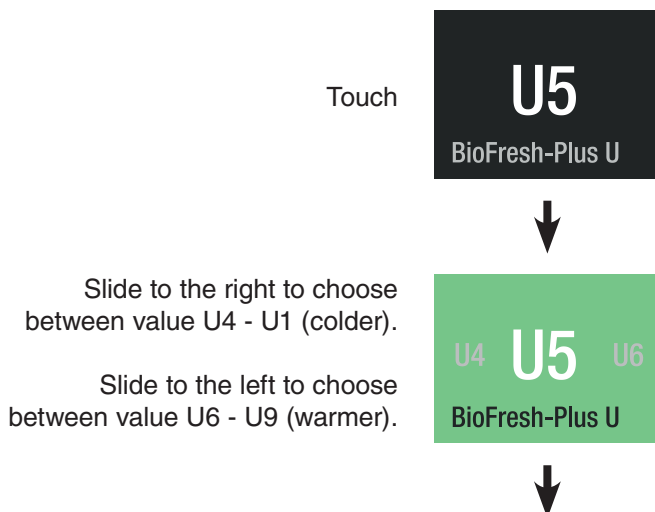 Touch
U5
BioFresh-Plus U
Slide to the right to choose
between value U4 - U1 (colder).
Slide to the left to choose
between value U6 - U9 (warmer).
U4 U5 U6
BioFresh-Plus U